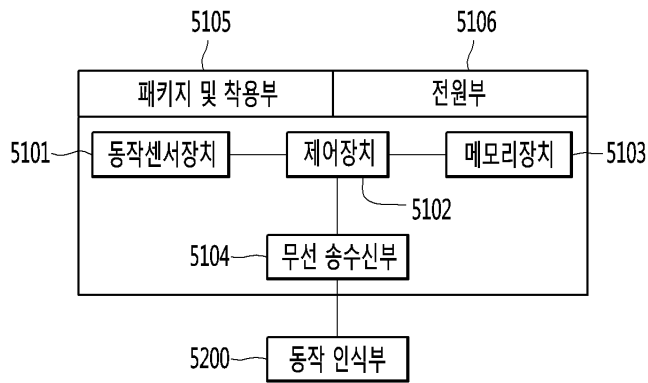 5105
5106
패키지 및 착용부
전원부
5101
동작센서장치
제어장치
메모리장치
5103
5102
5104
무선 송수신부
5200
동작 인식부